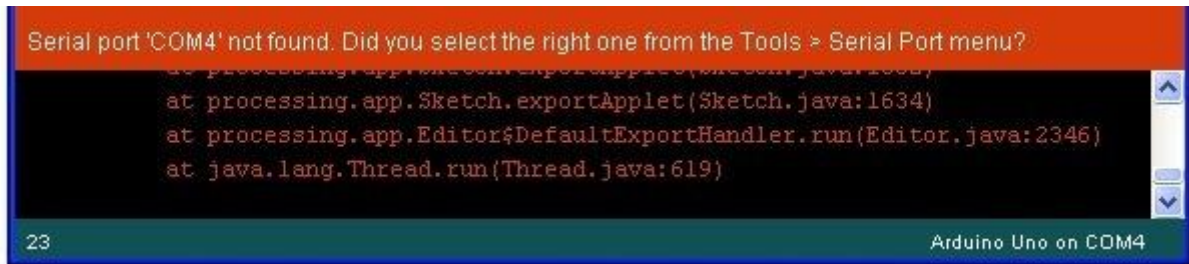 Serial port 'COM4' not found. Did you select the right one from the Tools > Serial Port menu?
at processing.app.Sketch.exportApplet(Sketch.java:1634)
at processing.app.Editor$DefaultExportHandler.run(Editor.java:2346)
at java.lang.Thread.run(Thread.java:619)
23
Arduino Uno on COM4